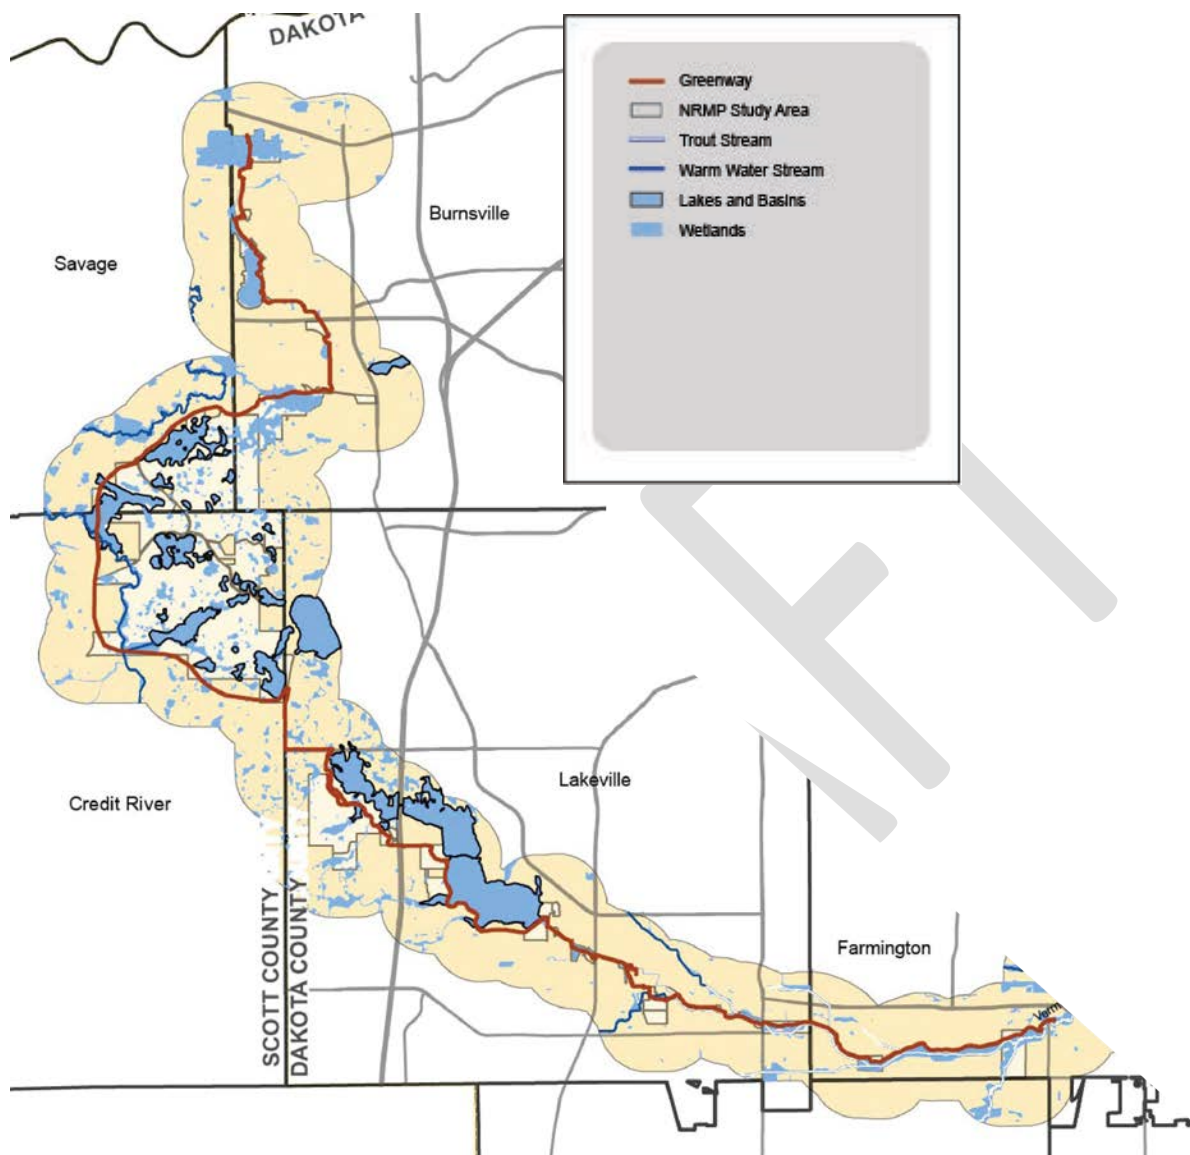 DAKOTA
Greenway
NRMP Study Area
Trout Stream
Warm Water Stream
Lakes and Basins
Wetlands
Burnsville
Savage
Lakeville
Credit River
SCOTT COUNTY
DAKOTA COUNTY
Farmington
Verm